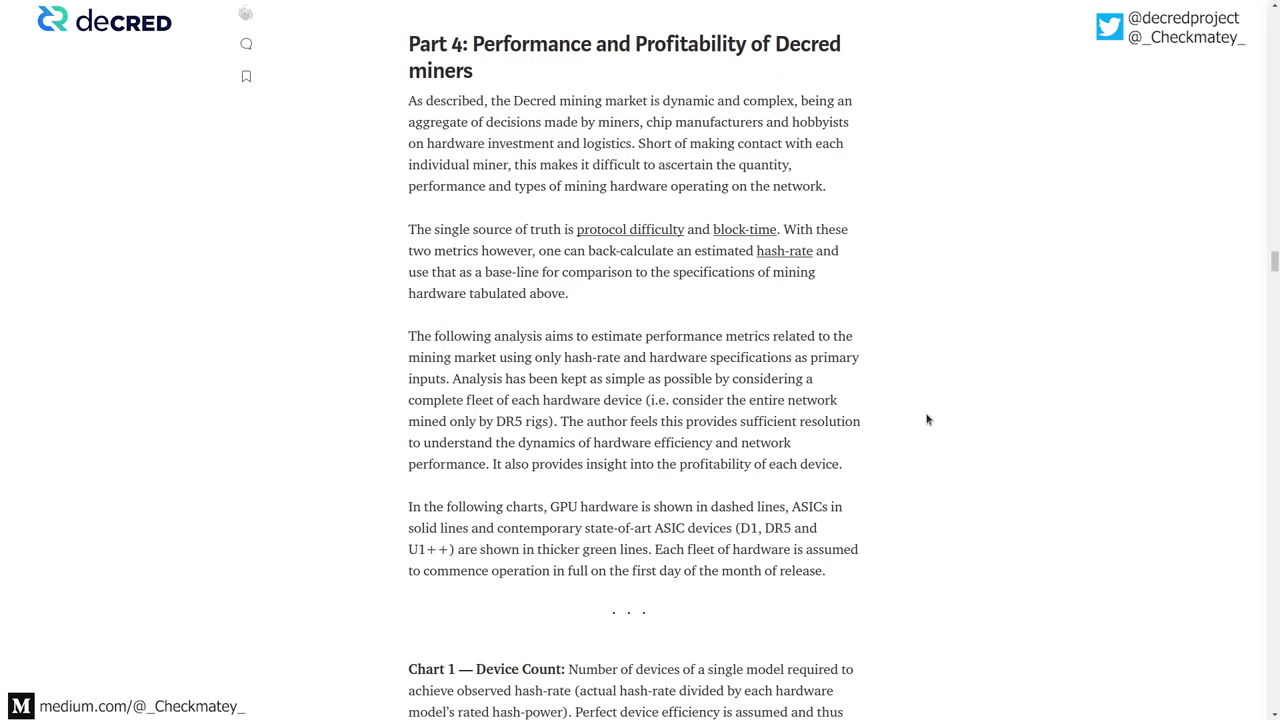 decred
@decredproject
@_Checkmatey_
Part 4: Performance and Profitability of Decred
miners
As described, the Decred mining market is dynamic and complex, being an
aggregate of decisions made by miners, chip manufacturers and hobbyists
on hardware investment and logistics. Short of making contact with each
individual miner, this makes it difficult to ascertain the quantity,
performance and types of mining hardware operating on the network.
The single source of truth is protocol difficulty and block-time. With these
two metrics however, one can back-calculate an estimated hash-rate and
use that as a base-line for comparison to the specifications of mining
hardware tabulated above.
The following analysis aims to estimate performance metrics related to the
mining market using only hash-rate and hardware specifications as primary
inputs. Analysis has been kept as simple as possible by considering a
complete fleet of each hardware device (i.e. consider the entire network
mined only by DR5 rigs). The author feels this provides sufficient resolution
to understand the dynamics of hardware efficiency and network
performance. It also provides insight into the profitability of each device.
In the following charts, GPU hardware is shown in dashed lines, ASICs in
solid lines and contemporary state-of-art ASIC devices (D1, DR5 and
U1++) are shown in thicker green lines. Each fleet of hardware is assumed
to commence operation in full on the first day of the month of release.
. . .
Chart 1 — Device Count: Number of devices of a single model required to
achieve observed hash-rate (actual hash-rate divided by each hardware
model's rated hash-power). Perfect device efficiency is assumed and thus
M medium.com/@_Checkmatey_